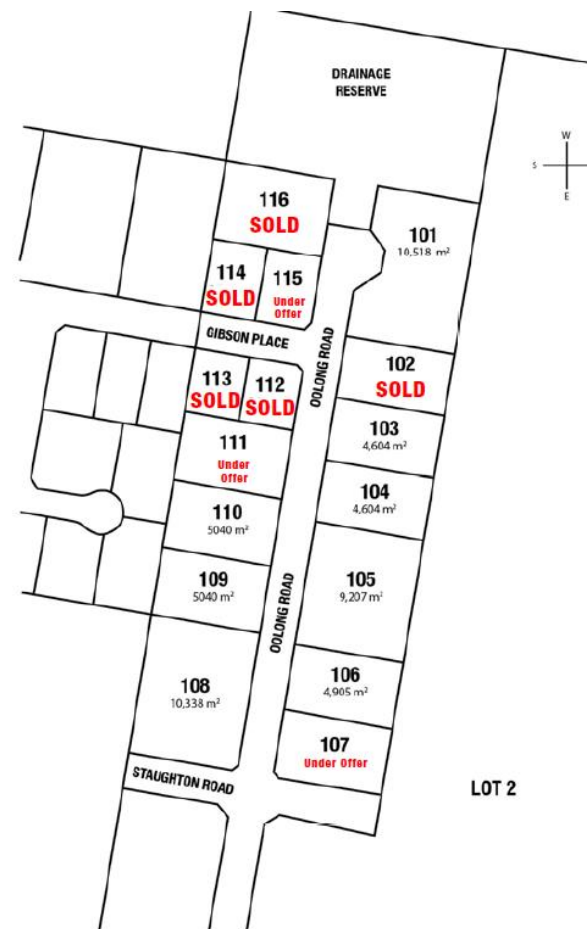 DRAINAGE
RESERVE
W
S
E
116
SOLD
101
10,518 m²
114
SOLD
115
Under
Offer
GIBSON PLACE
OOLONG ROAD
102
SOLD
113
SOLD
112
SOLD
103
4,604 m²
111
Under
Offer
104
4,604 m²
110
5040 m²
109
5040 m²
105
9,207 m²
OOLONG ROAD
108
10,338 m²
106
4,905 m²
107
Under Offer
STAUGHTON ROAD
LOT 2